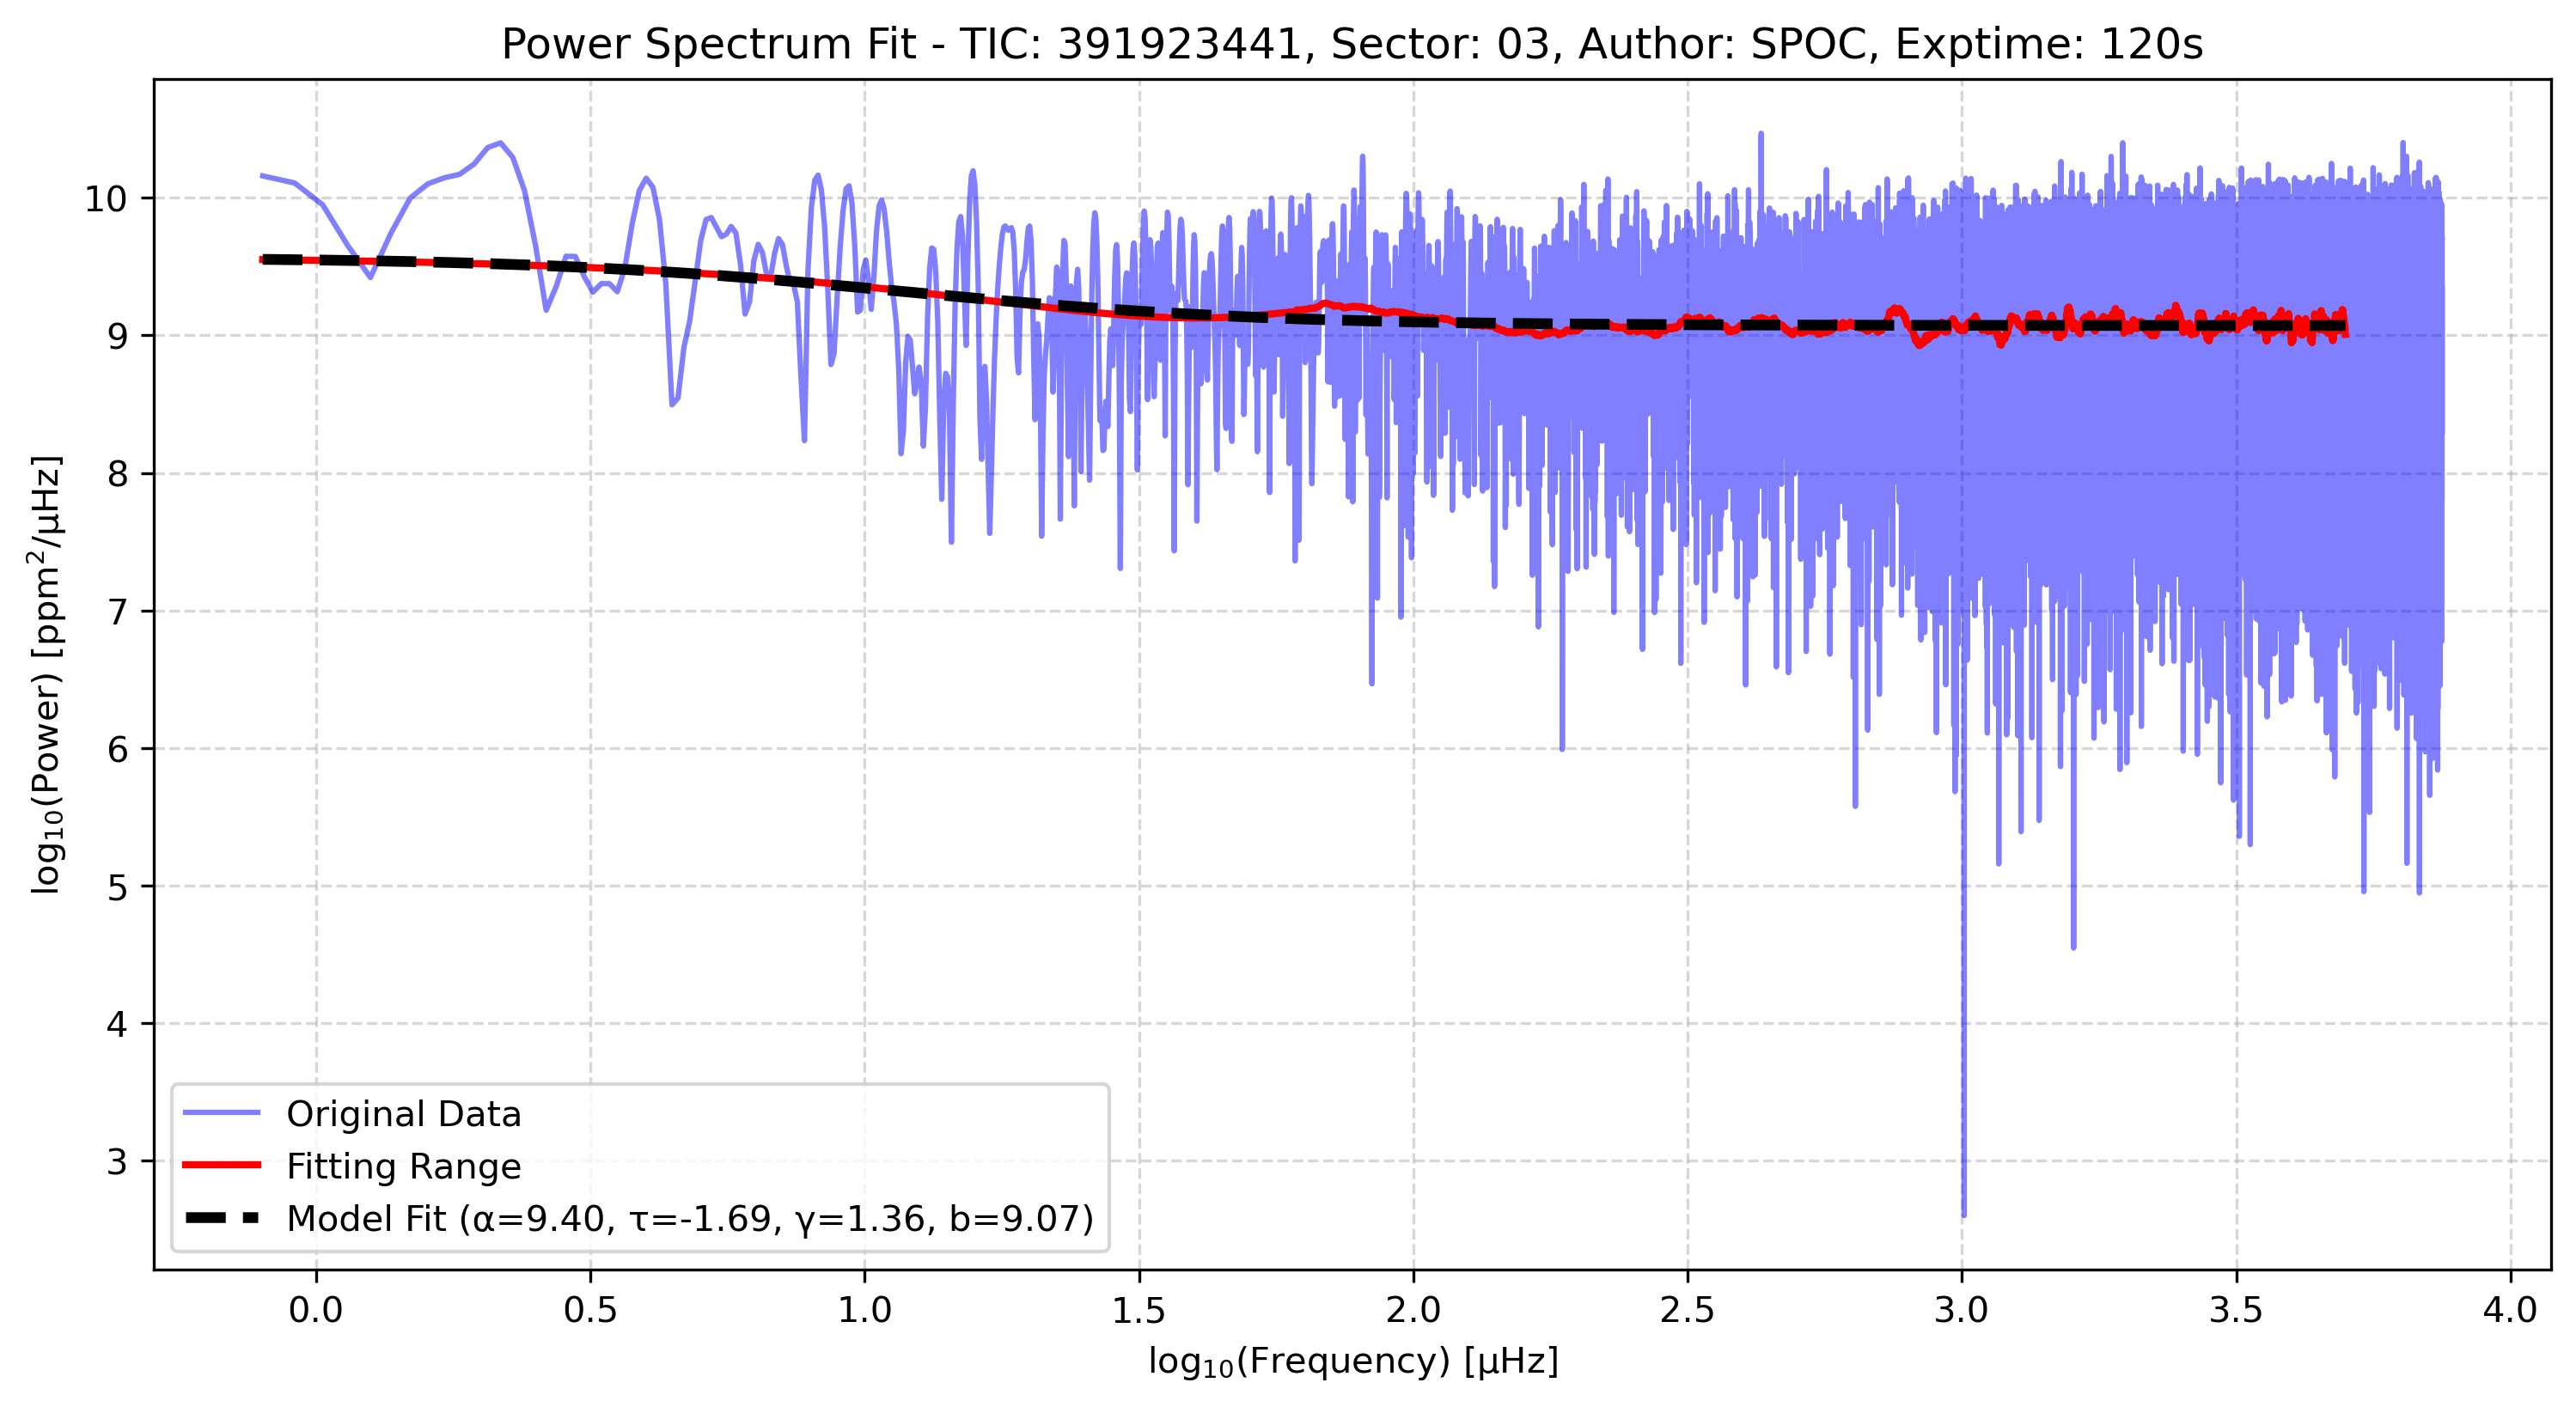 Power Spectrum Fit - TIC: 391923441, Sector: 03, Author: SPOC, Exptime: 120s
log₁₀(Power) [ppm²/μHz]
10
9
8
7
6
5
4
3
Original Data
Fitting Range
Model Fit (α=9.40, τ=-1.69, γ=1.36, b=9.07)
0.0 0.5 1.0 1.5 2.0 2.5 3.0 3.5 4.0
log₁₀(Frequency) [μHz]